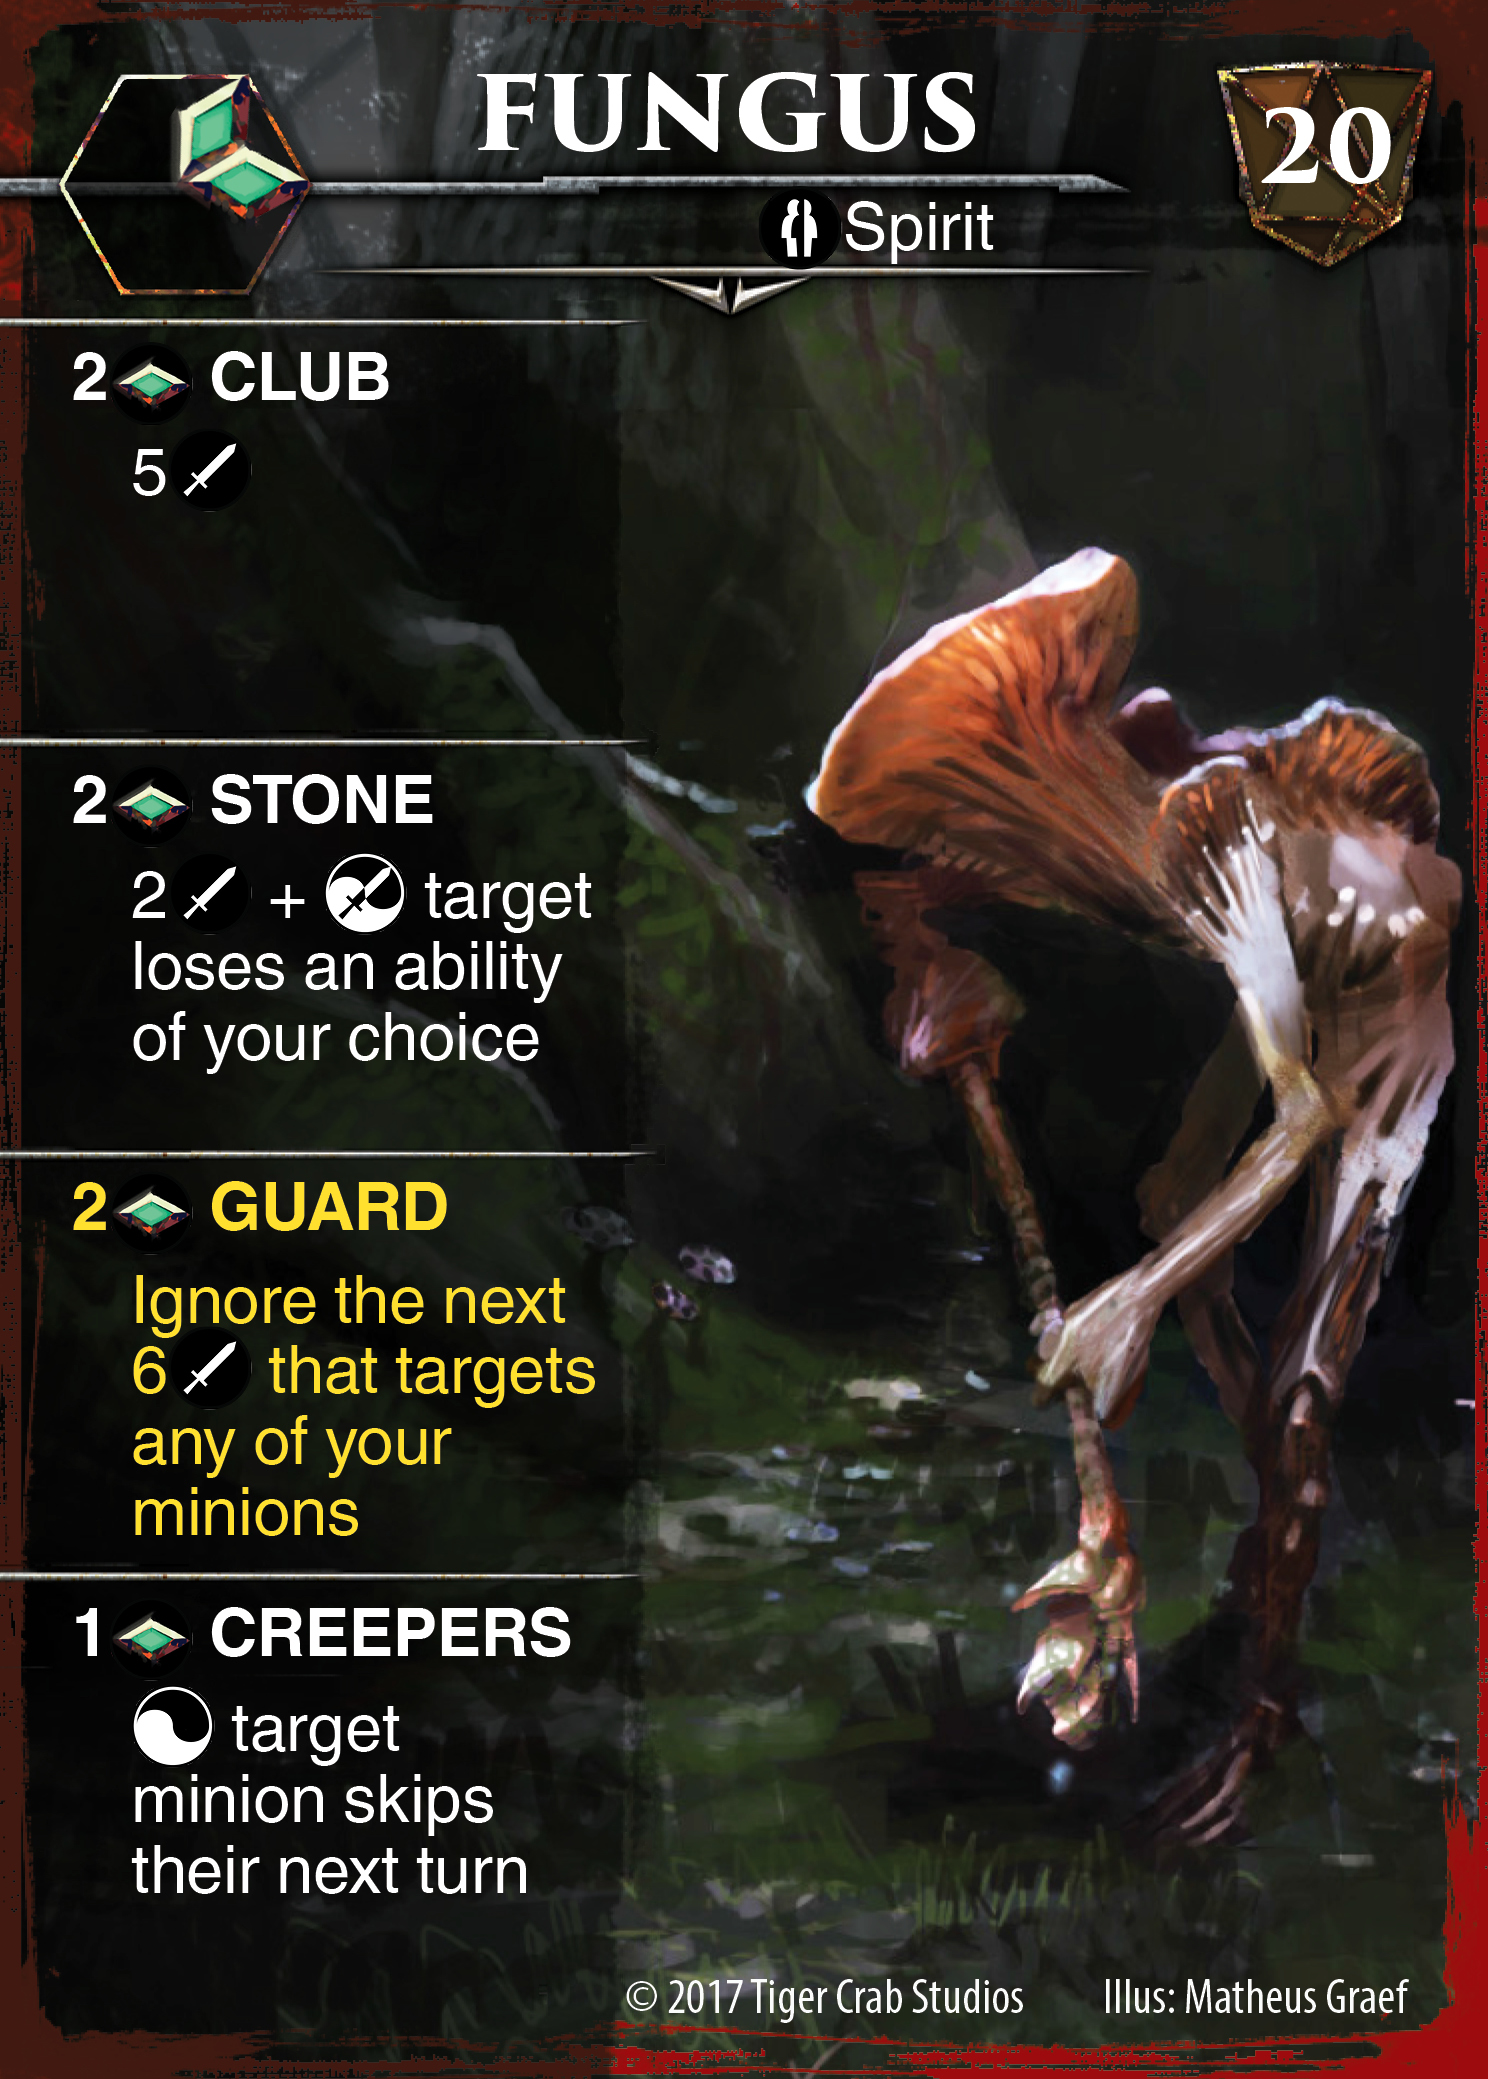 FUNGUS
20
Spirit
2 CLUB
5
2 STONE
2 + target
loses an ability
of your choice
2 GUARD
Ignore the next
6 that targets
any of your
minions
1 CREEPERS
target
minion skips
their next turn
© 2017 Tiger Crab Studios Illus: Matheus Graef